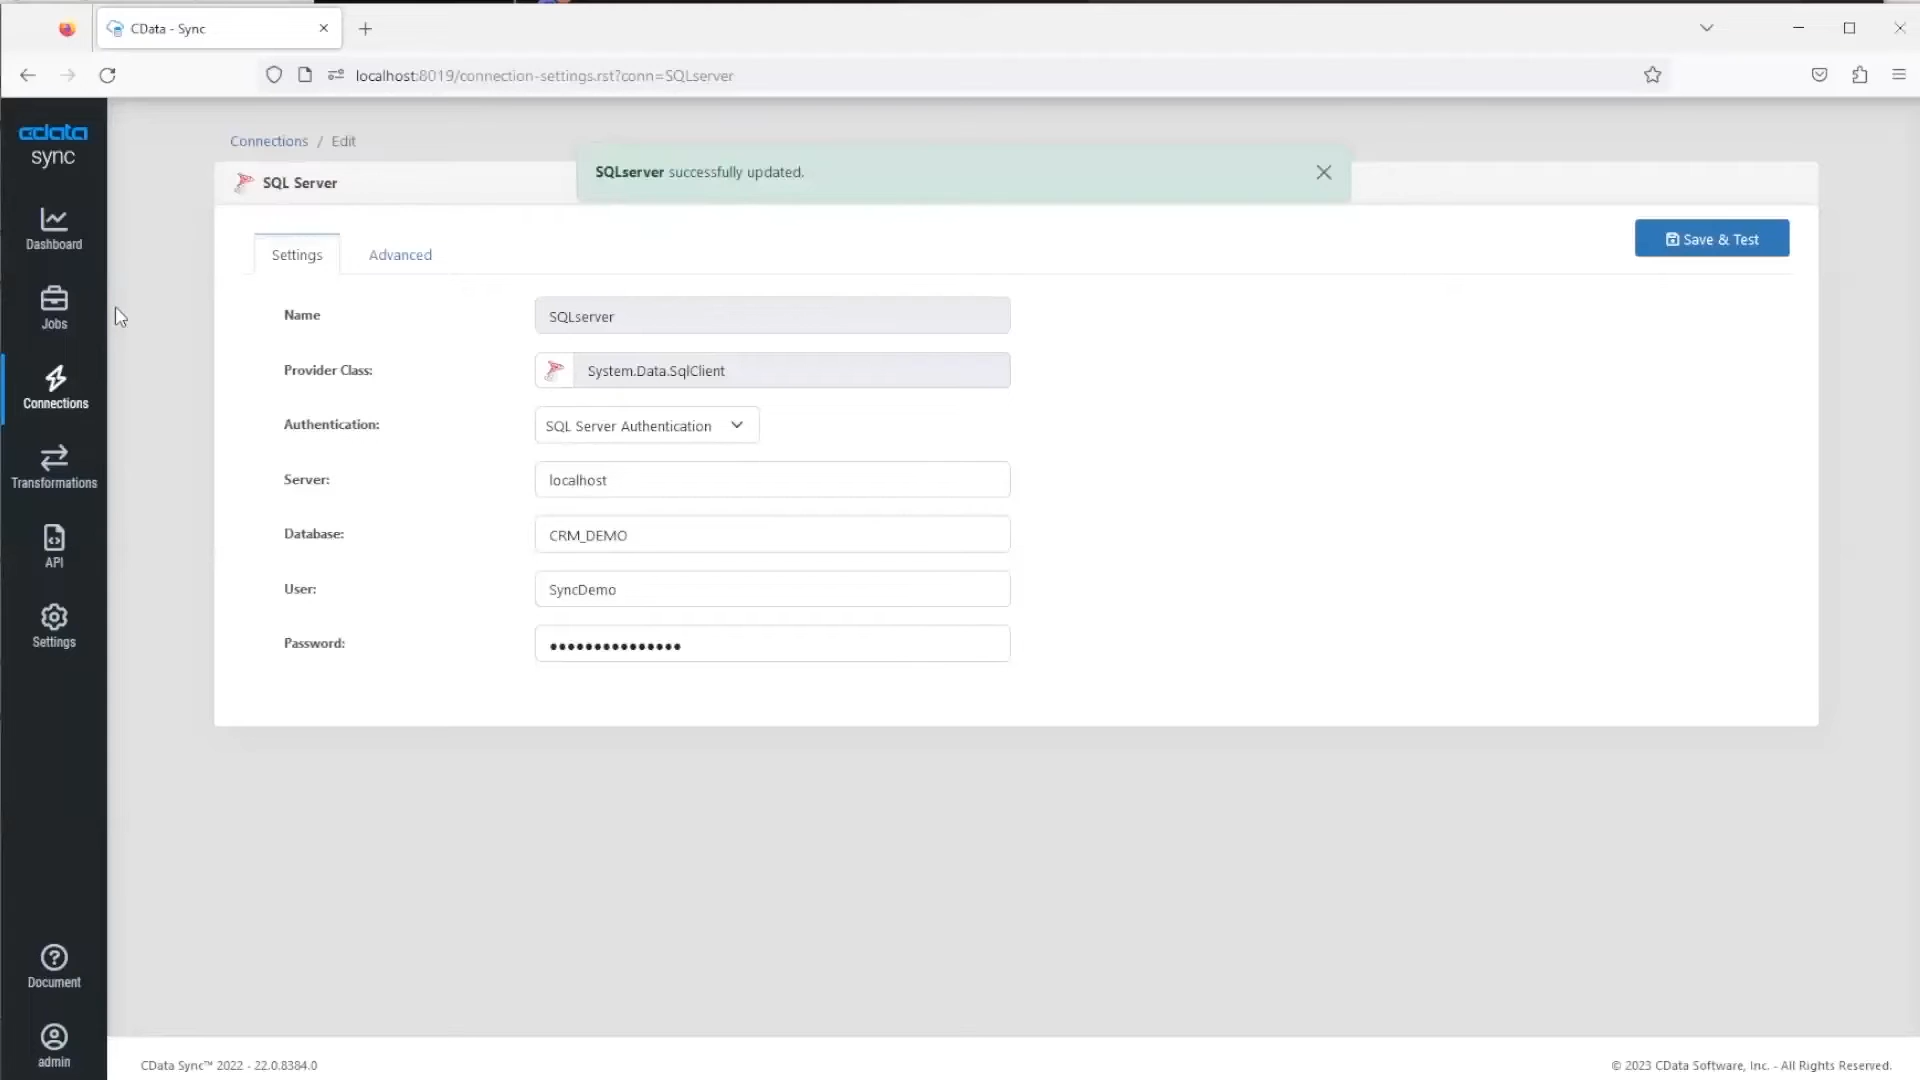 CData - Sync
localhost:8019/connection-settings.rst?conn=SQLserver
cdata
sync
Dashboard
Jobs
Connections
Transformations
API
Settings
Document
admin
Connections / Edit
SQL Server
SQLserver successfully updated.
Settings
Advanced
Save & Test
Name
SQLserver
Provider Class:
System.Data.SqlClient
Authentication:
SQL Server Authentication
Server:
localhost
Database:
CRM_DEMO
User:
SyncDemo
Password:
•••••••••••••••
CData Sync™ 2022 - 22.0.8384.0
© 2023 CData Software, Inc. - All Rights Reserved.